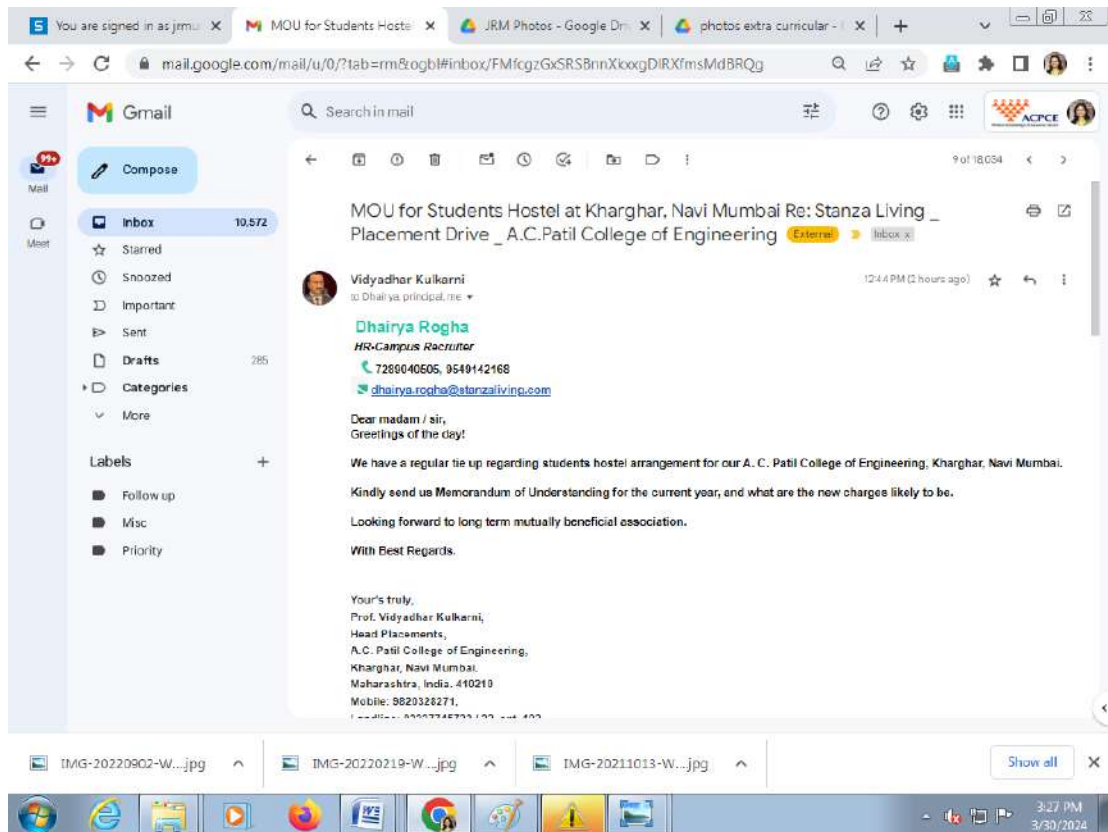 You are signed in as jrmu
MOU for Students Hoste
JRM Photos - Google Dri
photos extra curricular -
mail.google.com/mail/u/0/?tab=rm&ogbl#inbox/
Gmail
Search in mail
ACPCE
99+
Mail
Meet
Compose
Inbox 10,572
Starred
Snoozed
Important
Sent
Drafts 285
Categories
More
Labels
Follow up
Misc
Priority
9 of 18,034
MOU for Students Hostel at Kharghar, Navi Mumbai Re: Stanza Living _
Placement Drive _ A.C.Patil College of Engineering External Inbox x
Vidyadhar Kulkarni 12:44 PM (2 hours ago)
to Dhairya, principal, me
Dhairya Rogha
HR-Campus Recruiter
7289040505, 9549142168
dhairya.rogha@stanzaliving.com
Dear madam / sir,
Greetings of the day!
We have a regular tie up regarding students hostel arrangement for our A. C. Patil College of Engineering, Kharghar, Navi Mumbai.
Kindly send us Memorandum of Understanding for the current year, and what are the new charges likely to be.
Looking forward to long term mutually beneficial association.
With Best Regards.
Your's truly,
Prof. Vidyadhar Kulkarni,
Head Placements,
A.C. Patil College of Engineering,
Kharghar, Navi Mumbai.
Maharashtra, India. 410210
Mobile: 9820328271,
IMG-20220902-W....jpg
IMG-20220219-W....jpg
IMG-20211013-W....jpg
Show all
3:27 PM
3/30/2024